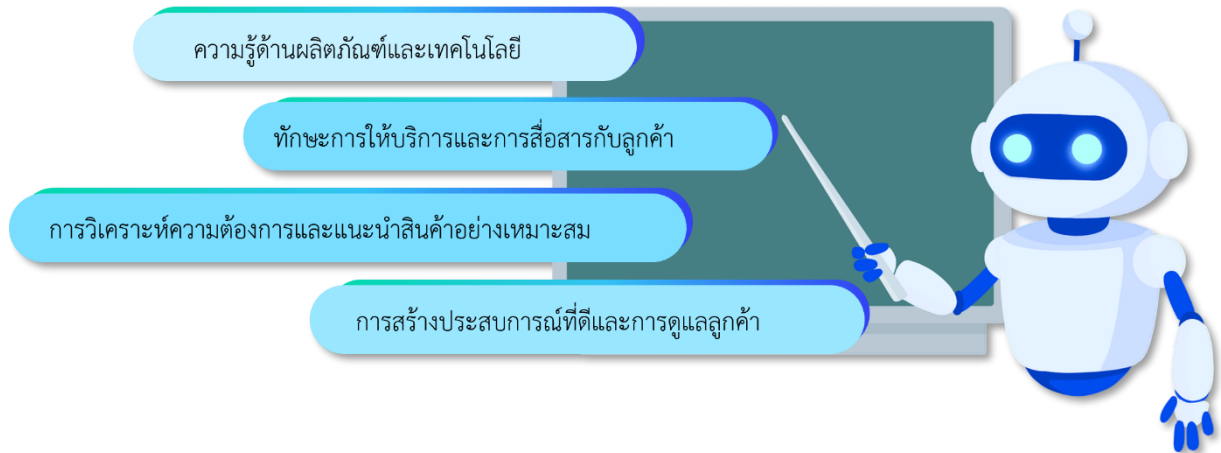 ความรู้ด้านผลิตภัณฑ์และเทคโนโลยี
ทักษะการให้บริการและการสื่อสารกับลูกค้า
การวิเคราะห์ความต้องการและแนะนำสินค้าอย่างเหมาะสม
การสร้างประสบการณ์ที่ดีและการดูแลลูกค้า